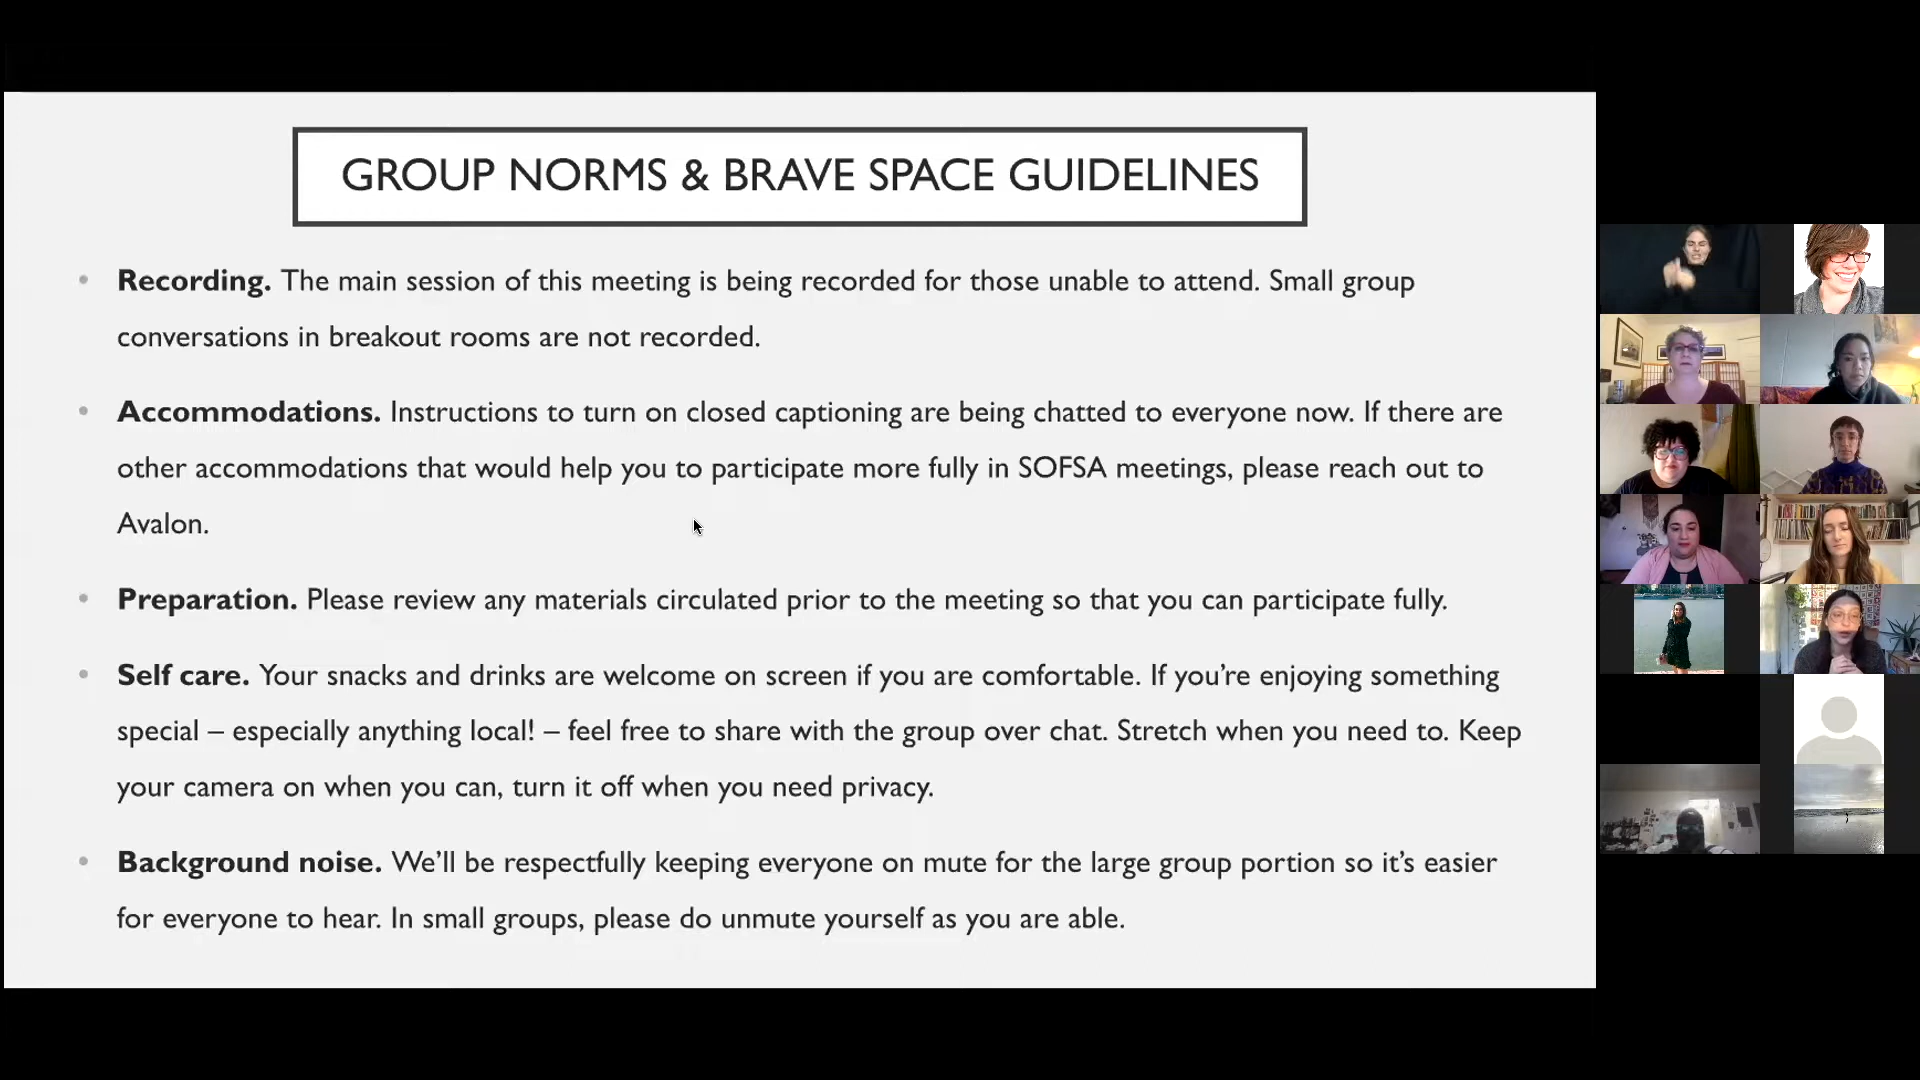 GROUP NORMS & BRAVE SPACE GUIDELINES
• Recording. The main session of this meeting is being recorded for those unable to attend. Small group
conversations in breakout rooms are not recorded.
• Accommodations. Instructions to turn on closed captioning are being chatted to everyone now. If there are
other accommodations that would help you to participate more fully in SOFSA meetings, please reach out to
Avalon.
• Preparation. Please review any materials circulated prior to the meeting so that you can participate fully.
• Self care. Your snacks and drinks are welcome on screen if you are comfortable. If you’re enjoying something
special – especially anything local! – feel free to share with the group over chat. Stretch when you need to. Keep
your camera on when you can, turn it off when you need privacy.
• Background noise. We’ll be respectfully keeping everyone on mute for the large group portion so it’s easier
for everyone to hear. In small groups, please do unmute yourself as you are able.